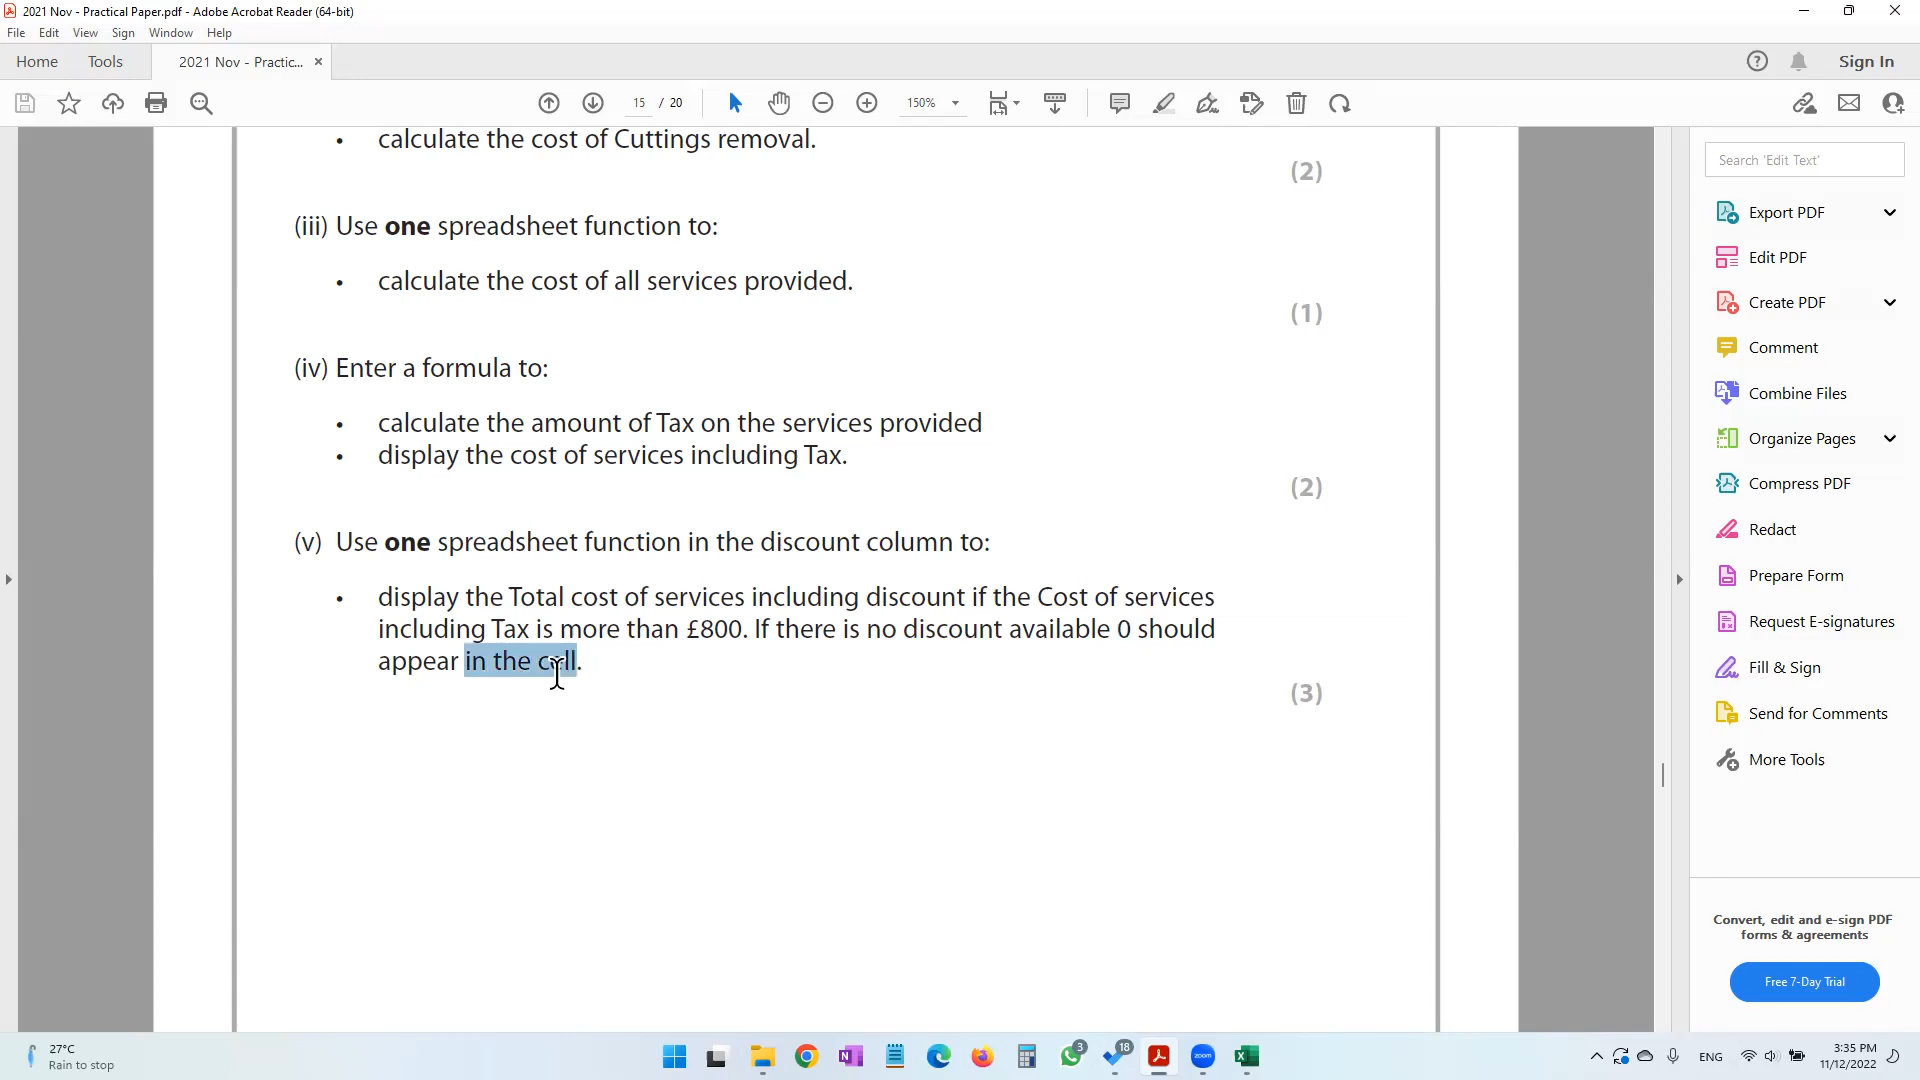 2021 Nov - Practical Paper.pdf - Adobe Acrobat Reader (64-bit)
File Edit View Sign Window Help
Home Tools 2021 Nov - Practic... ×
Sign In
15 / 20
150%
• calculate the cost of Cuttings removal.
(2)
(iii) Use one spreadsheet function to:
• calculate the cost of all services provided.
(1)
(iv) Enter a formula to:
• calculate the amount of Tax on the services provided
• display the cost of services including Tax.
(2)
(v) Use one spreadsheet function in the discount column to:
• display the Total cost of services including discount if the Cost of services
including Tax is more than £800. If there is no discount available 0 should
appear in the cell.
(3)
Search 'Edit Text'
Export PDF
Edit PDF
Create PDF
Comment
Combine Files
Organize Pages
Compress PDF
Redact
Prepare Form
Request E-signatures
Fill & Sign
Send for Comments
More Tools
Convert, edit and e-sign PDF
forms & agreements
Free 7-Day Trial
27°C
Rain to stop
3
18
zoom
ENG
3:35 PM
11/12/2022